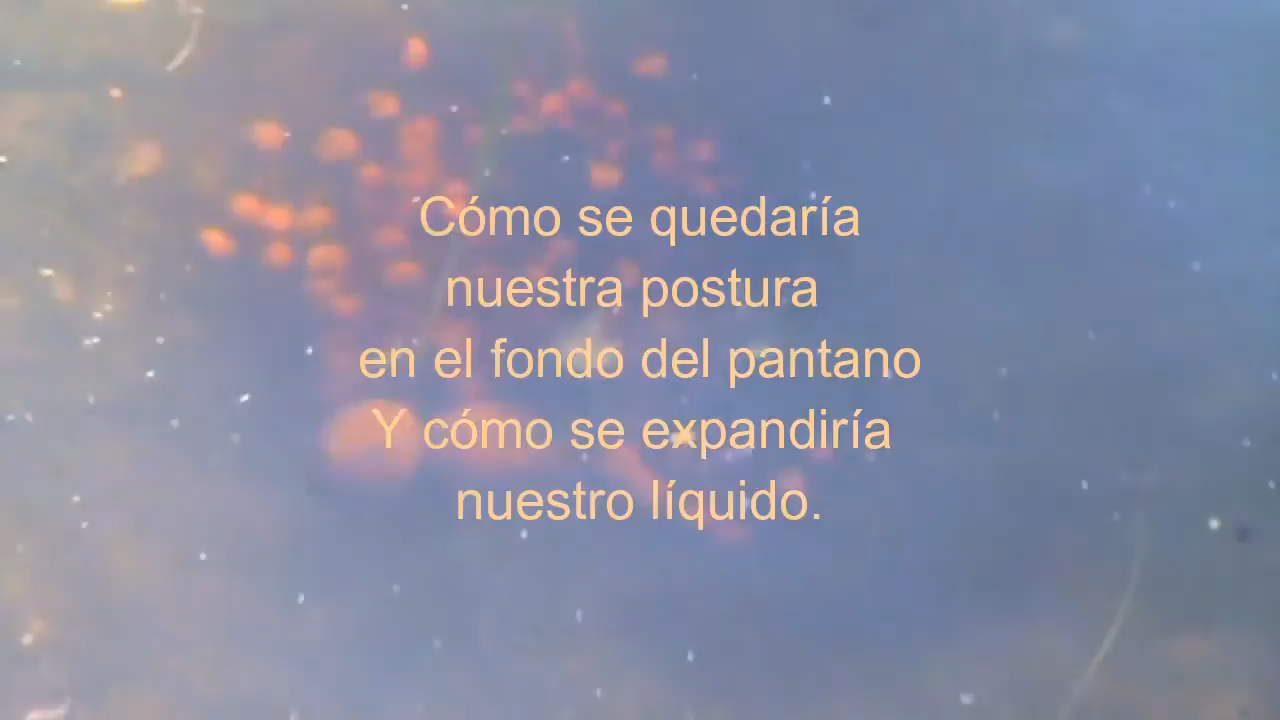 Cómo se quedaría
nuestra postura
en el fondo del pantano
Y cómo se expandiría
nuestro líquido.